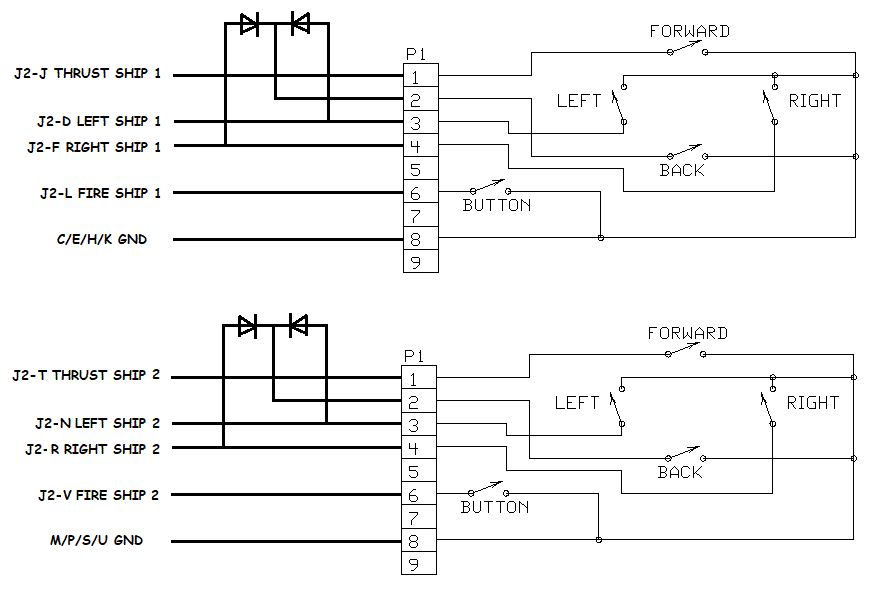 FORWARD
P1
J2-J THRUST SHIP 1
1
2
LEFT
RIGHT
J2-D LEFT SHIP 1
3
J2-F RIGHT SHIP 1
4
5
BACK
J2-L FIRE SHIP 1
6
BUTTON
7
C/E/H/K GND
8
9
FORWARD
P1
J2-T THRUST SHIP 2
1
2
LEFT
RIGHT
J2-N LEFT SHIP 2
3
J2-R RIGHT SHIP 2
4
5
BACK
J2-V FIRE SHIP 2
6
BUTTON
7
M/P/S/U GND
8
9